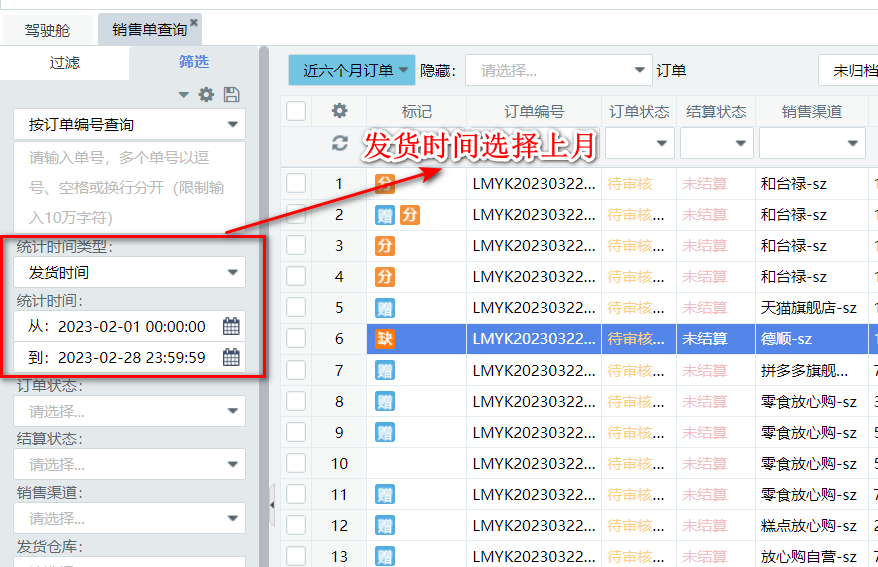 驾驶舱
销售单查询
过滤
筛选
按订单编号查询
请输入单号，多个单号以逗
号、空格或换行分开（限制输
入10万字符）
统计时间类型:
发货时间
统计时间:
从: 2023-02-01 00:00:00
到: 2023-02-28 23:59:59
订单状态:
请选择...
结算状态:
请选择...
销售渠道:
请选择...
发货仓库:
近六个月订单
隐藏:
请选择...
订单
未归档
标记 订单编号 订单状态 结算状态 销售渠道
发货时间选择上月
1 分 LMYK20230322... 待审核 未结算 和台禄-sz
2 赠 分 LMYK20230322... 待审核... 未结算 和台禄-sz
3 分 LMYK20230322... 待审核... 未结算 和台禄-sz
4 分 LMYK20230322... 待审核... 未结算 和台禄-sz
5 赠 LMYK20230322... 待审核... 未结算 天猫旗舰店-sz
6 缺 LMYK20230322... 待审核... 未结算 德顺-sz
7 赠 LMYK20230322... 待审核... 未结算 拼多多旗舰...
8 赠 LMYK20230322... 待审核... 未结算 零食放心购-sz
9 赠 LMYK20230322... 待审核... 未结算 零食放心购-sz
10 LMYK20230322... 待审核... 未结算 零食放心购-sz
11 赠 LMYK20230322... 待审核... 未结算 零食放心购-sz
12 赠 LMYK20230322... 待审核... 未结算 糕点放心购-sz
13 赠 LMYK20230322... 待审核... 未结算 放心购自营-sz